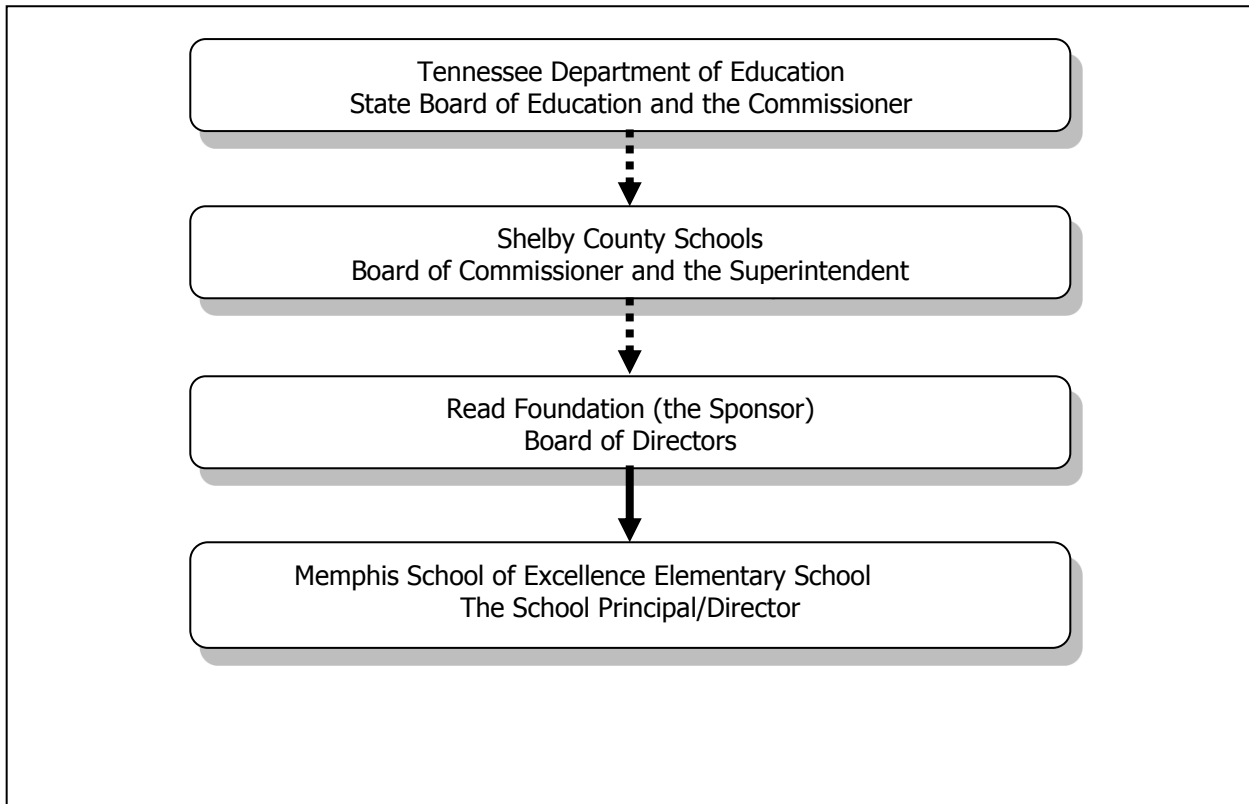 Tennessee Department of Education
State Board of Education and the Commissioner
Shelby County Schools
Board of Commissioner and the Superintendent
Read Foundation (the Sponsor)
Board of Directors
Memphis School of Excellence Elementary School
The School Principal/Director